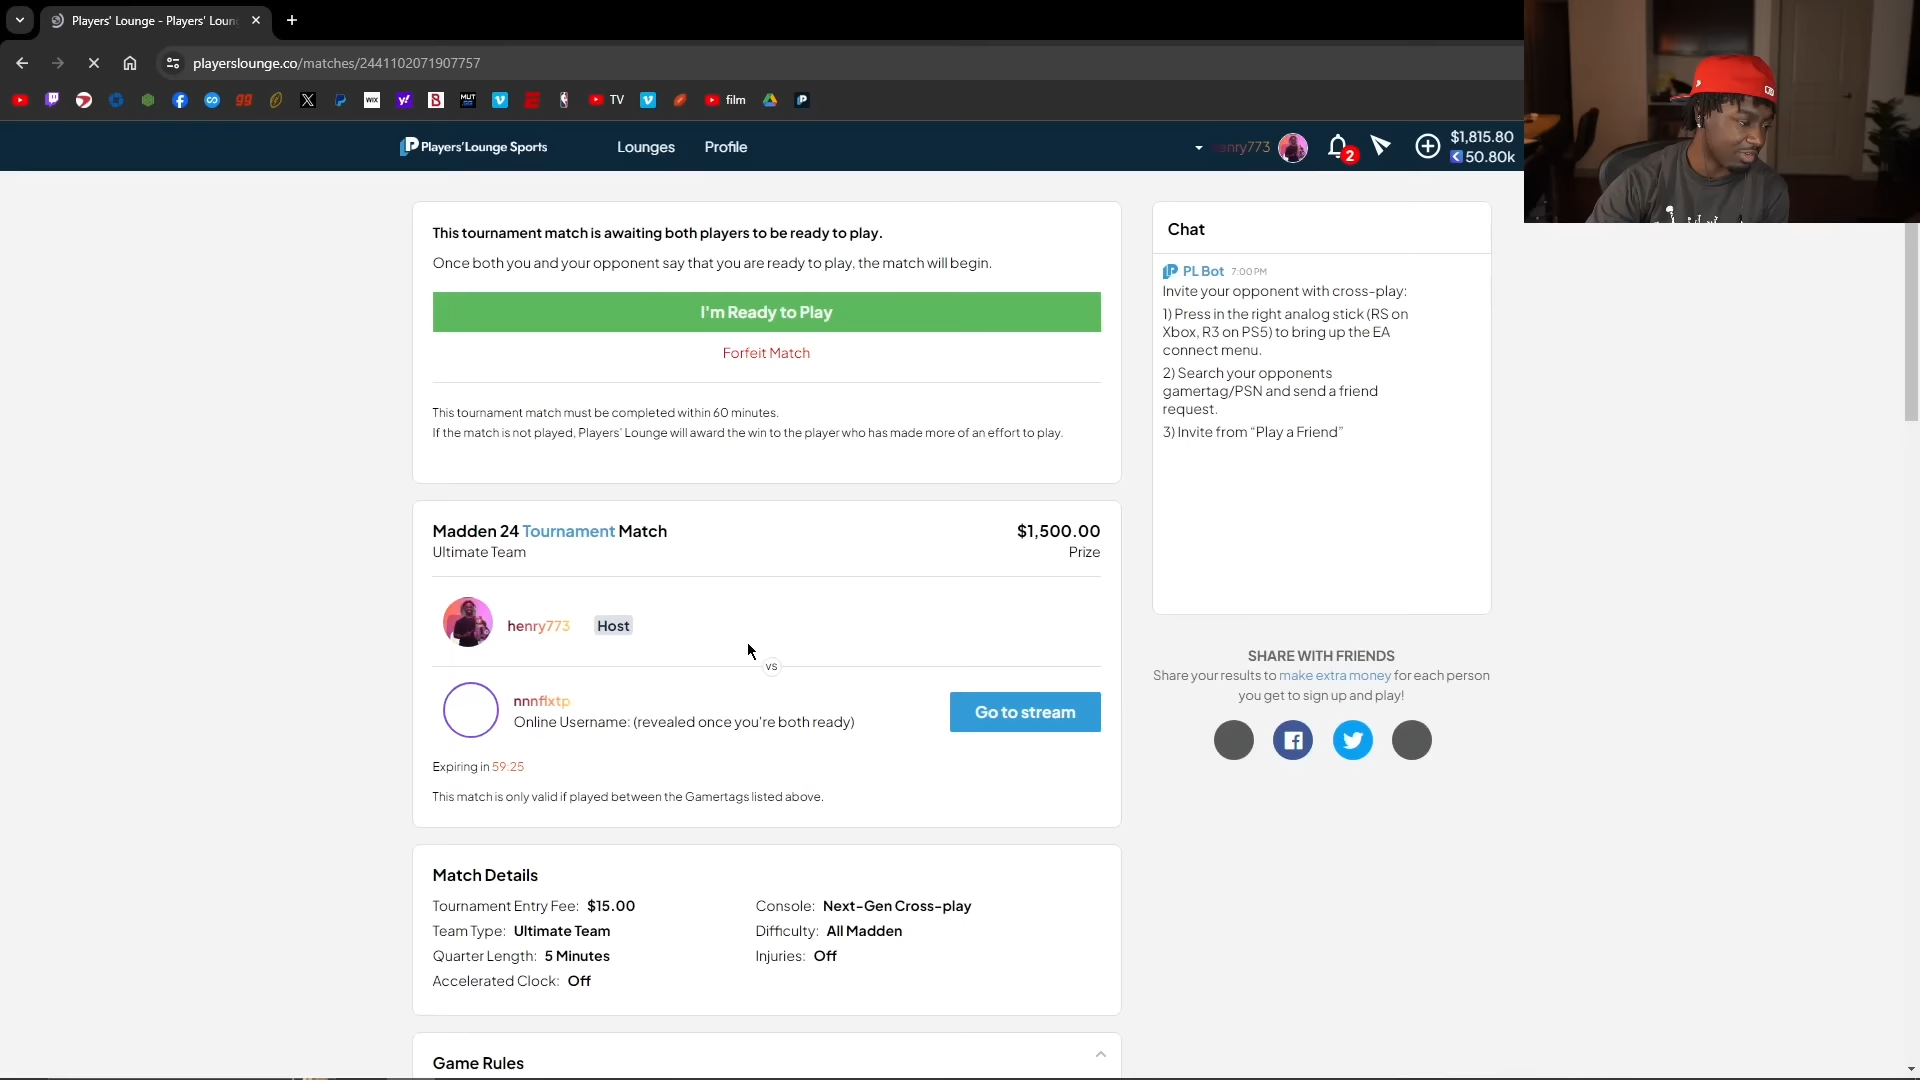 Players' Lounge - Players' Loun
playerslounge.co/matches/2441102071907757
TV
film
Players' Lounge Sports
Lounges
Profile
henry773
2
$1,815.80
50.80k
This tournament match is awaiting both players to be ready to play.
Once both you and your opponent say that you are ready to play, the match will begin.
I'm Ready to Play
Forfeit Match
This tournament match must be completed within 60 minutes.
If the match is not played, Players' Lounge will award the win to the player who has made more of an effort to play.
Madden 24 Tournament Match
$1,500.00
Ultimate Team
Prize
henry773
Host
vs
nnnflxtp
Online Username: (revealed once you're both ready)
Go to stream
Expiring in 59:25
This match is only valid if played between the Gamertags listed above.
Match Details
Tournament Entry Fee: $15.00
Console: Next-Gen Cross-play
Team Type: Ultimate Team
Difficulty: All Madden
Quarter Length: 5 Minutes
Injuries: Off
Accelerated Clock: Off
Game Rules
Chat
PL Bot 7:00PM
Invite your opponent with cross-play:
1) Press in the right analog stick (RS on
Xbox, R3 on PS5) to bring up the EA
connect menu.
2) Search your opponents
gamertag/PSN and send a friend
request.
3) Invite from “Play a Friend”
SHARE WITH FRIENDS
Share your results to make extra money for each person
you get to sign up and play!